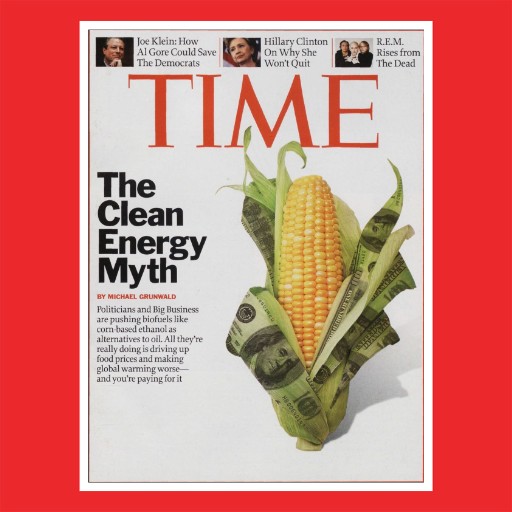 Joe Klein: How
Al Gore Could Save
The Democrats
Hillary Clinton
On Why She
Won't Quit
R.E.M.
Rises from
The Dead
TIME
The
Clean
Energy
Myth
BY MICHAEL GRUNWALD
Politicians and Big Business
are pushing biofuels like
corn-based ethanol as
alternatives to oil. All they're
really doing is driving up
food prices and making
global warming worse—
and you're paying for it